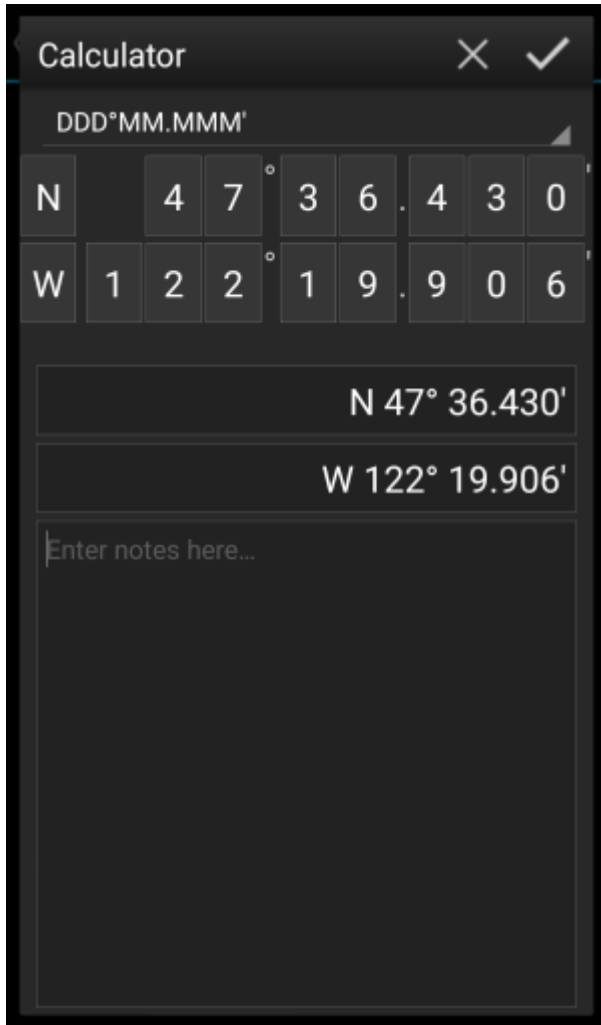 Calculator
DDD°MM.MMM'
N 4 7 ° 3 6 . 4 3 0 '
W 1 2 2 ° 1 9 . 9 0 6 '
N 47° 36.430'
W 122° 19.906'
Enter notes here...